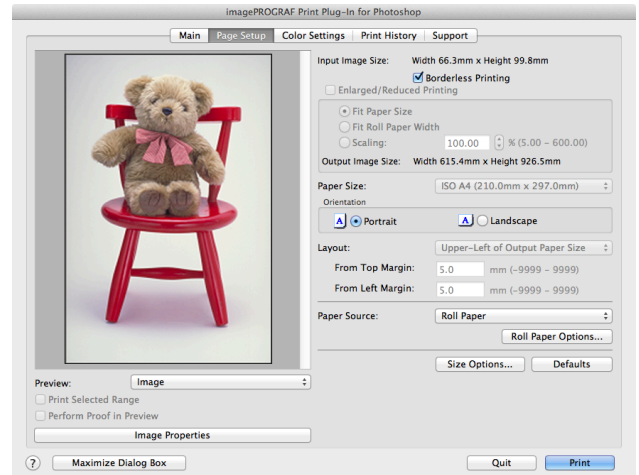 imagePROGRAF Print Plug-In for Photoshop
Main Page Setup Color Settings Print History Support
Input Image Size: Width 66.3mm x Height 99.8mm
Borderless Printing
Enlarged/Reduced Printing
Fit Paper Size
Fit Roll Paper Width
Scaling: 100.00 % (5.00 – 600.00)
Output Image Size: Width 615.4mm x Height 926.5mm
Paper Size: ISO A4 (210.0mm x 297.0mm)
Orientation
A Portrait A Landscape
Layout: Upper-Left of Output Paper Size
From Top Margin: 5.0 mm (-9999 – 9999)
From Left Margin: 5.0 mm (-9999 – 9999)
Paper Source: Roll Paper
Roll Paper Options...
Size Options... Defaults
Preview: Image
Print Selected Range
Perform Proof in Preview
Image Properties
? Maximize Dialog Box Quit Print